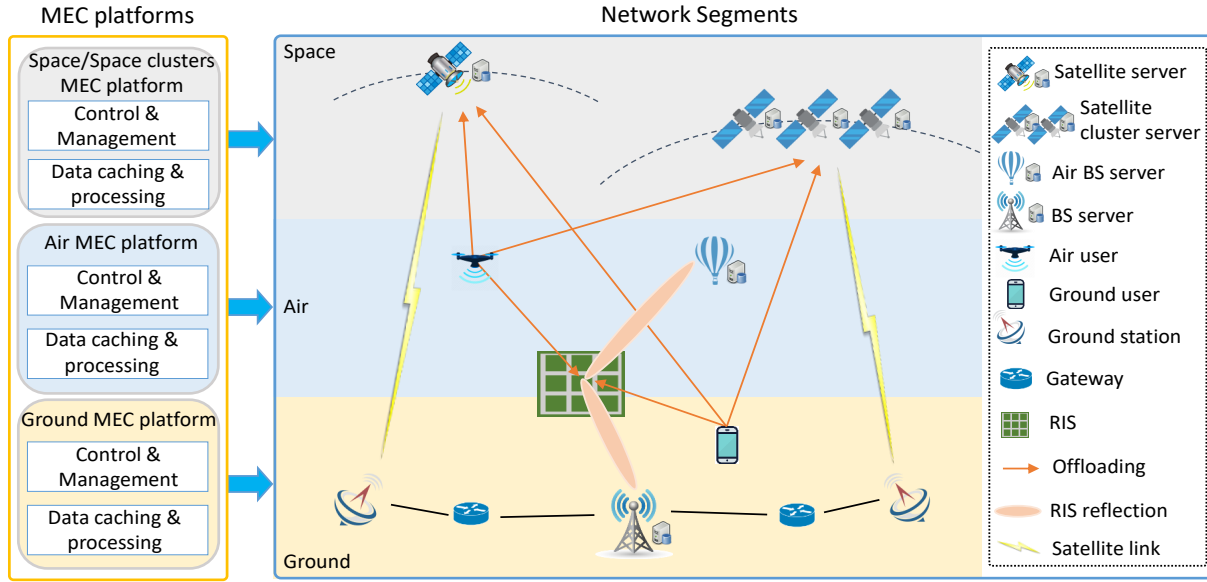 MEC platforms
Network Segments
Space/Space clusters
MEC platform
Control &
Management
Data caching &
processing
Air MEC platform
Control &
Management
Data caching &
processing
Ground MEC platform
Control &
Management
Data caching &
processing
Space
Air
Ground
Satellite server
Satellite
cluster server
Air BS server
BS server
Air user
Ground user
Ground station
Gateway
RIS
Offloading
RIS reflection
Satellite link